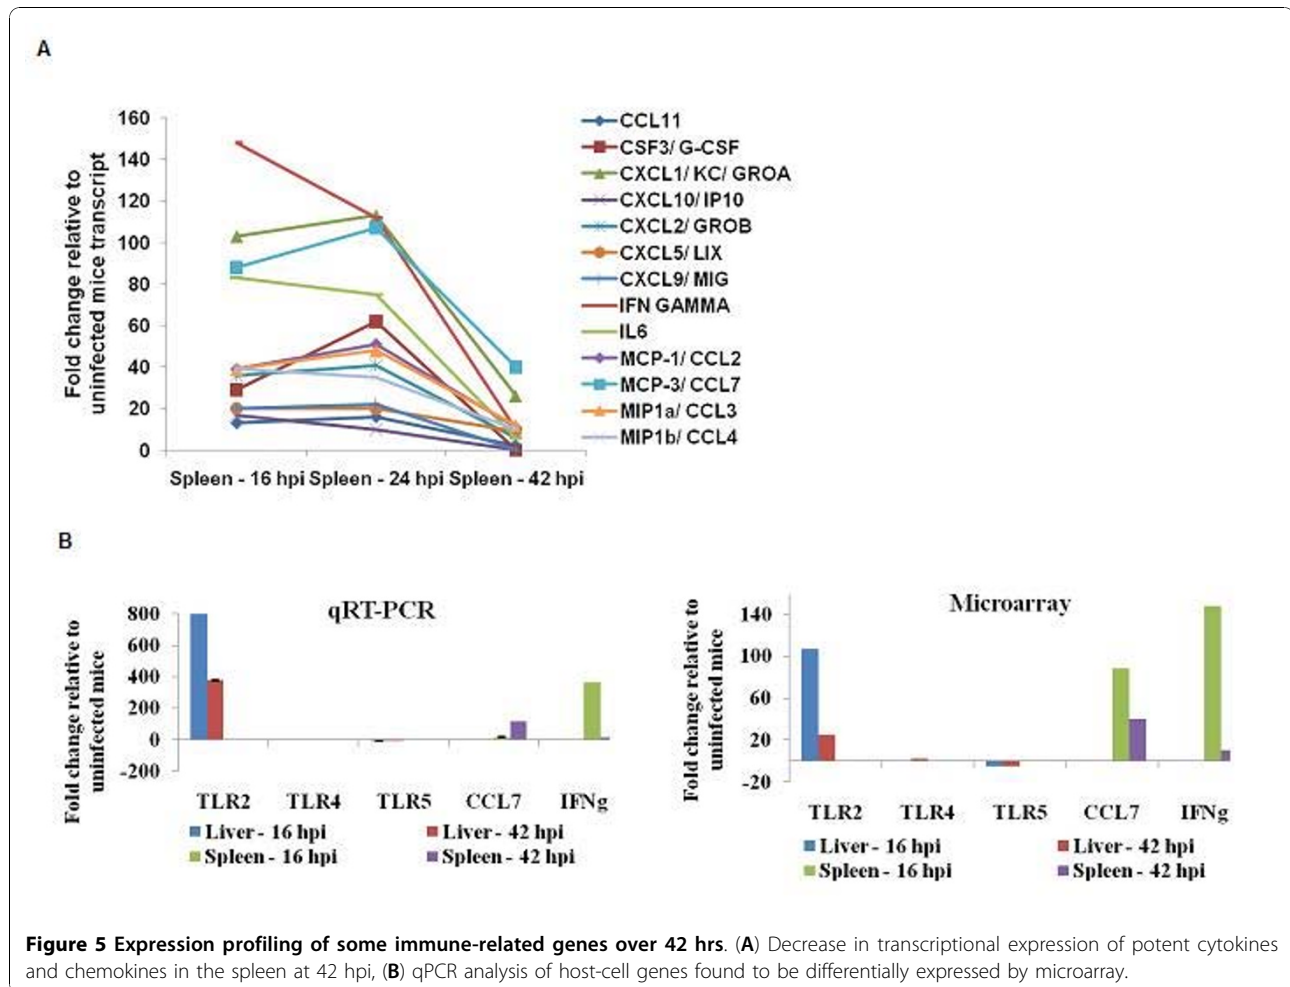 A
Fold change relative to
uninfected mice transcript
160
140
120
100
80
60
40
20
0
Spleen - 16 hpi Spleen - 24 hpi Spleen - 42 hpi
CCL11
CSF3/ G-CSF
CXCL1/ KC/ GROA
CXCL10/ IP10
CXCL2/ GROB
CXCL5/ LIX
CXCL9/ MIG
IFN GAMMA
IL6
MCP-1/ CCL2
MCP-3/ CCL7
MIP1a/ CCL3
MIP1b/ CCL4
B
qRT-PCR
Fold change relative to
uninfected mice
800
600
400
200
0
-200
TLR2 TLR4 TLR5 CCL7 IFNg
Liver - 16 hpi Liver - 42 hpi
Spleen - 16 hpi Spleen - 42 hpi
Microarray
Fold change relative to
uninfected mice
140
100
60
20
-20
TLR2 TLR4 TLR5 CCL7 IFNg
Liver - 16 hpi Liver - 42 hpi
Spleen - 16 hpi Spleen - 42 hpi
Figure 5 Expression profiling of some immune-related genes over 42 hrs. (A) Decrease in transcriptional expression of potent cytokines
and chemokines in the spleen at 42 hpi, (B) qPCR analysis of host-cell genes found to be differentially expressed by microarray.